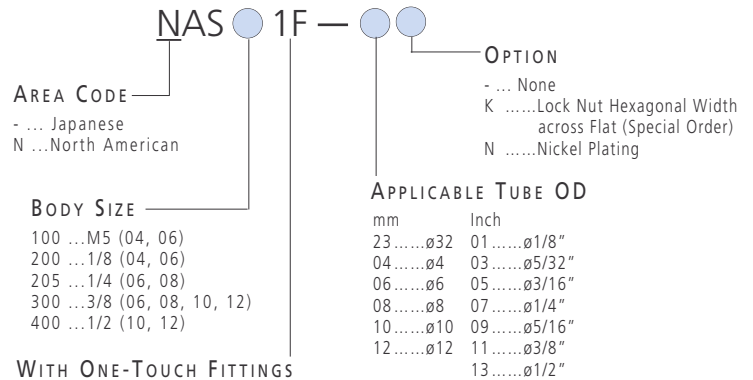 NAS 1F —
OPTION
- ... None
K ......Lock Nut Hexagonal Width
across Flat (Special Order)
N ......Nickel Plating
AREA CODE
- ... Japanese
N ...North American
BODY SIZE
100 ...M5 (04, 06)
200 ...1/8 (04, 06)
205 ...1/4 (06, 08)
300 ...3/8 (06, 08, 10, 12)
400 ...1/2 (10, 12)
APPLICABLE TUBE OD
mm Inch
23......ø32 01......ø1/8"
04......ø4 03......ø5/32"
06......ø6 05......ø3/16"
08......ø8 07......ø1/4"
10......ø10 09......ø5/16"
12......ø12 11......ø3/8"
13......ø1/2"
WITH ONE-TOUCH FITTINGS